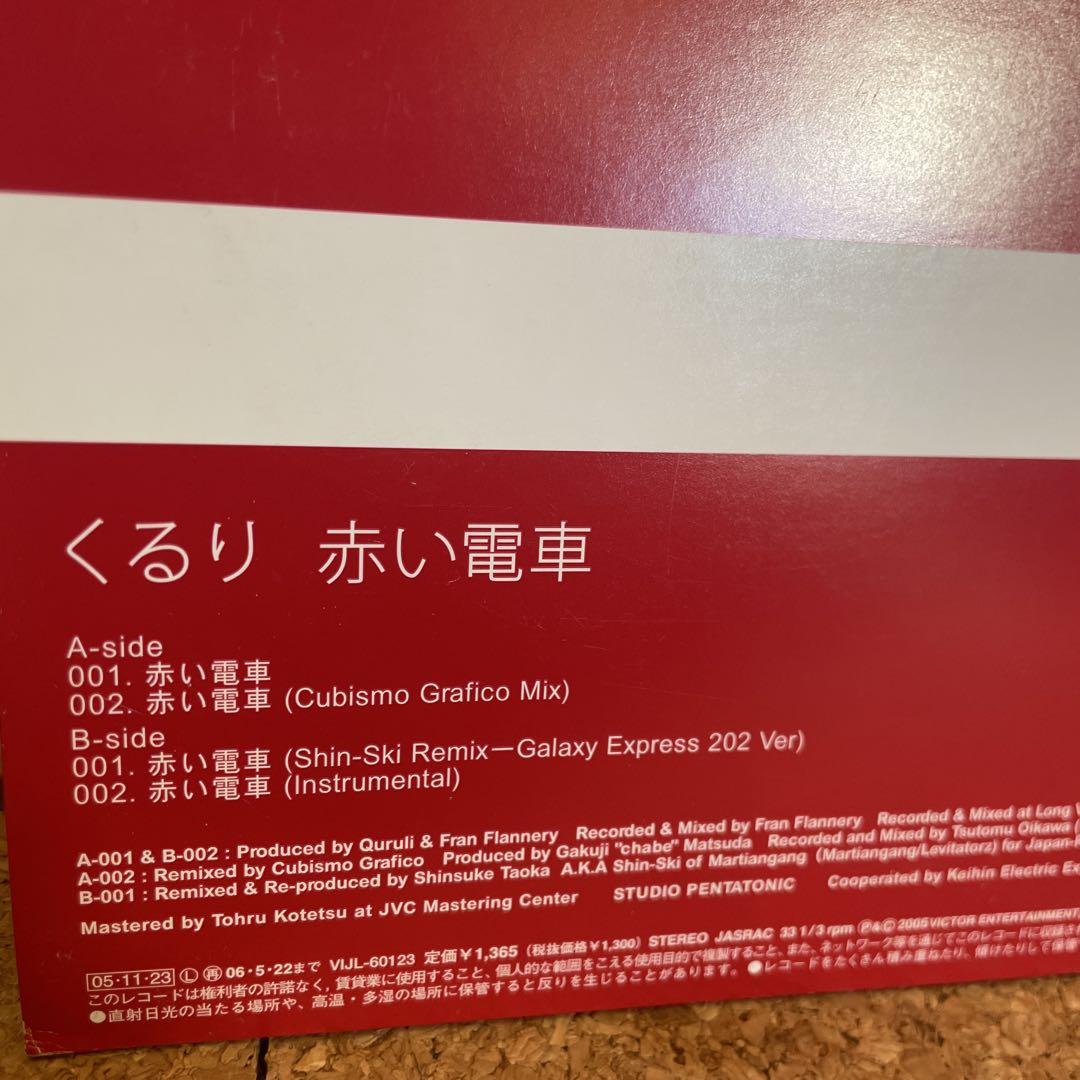 くるり 赤い電車
A-side
001. 赤い電車
002. 赤い電車 (Cubismo Grafico Mix)
B-side
001. 赤い電車 (Shin-Ski Remix—Galaxy Express 202 Ver)
002. 赤い電車 (Instrumental)
A-001 & B-002 : Produced by Quruli & Fran Flannery Recorded & Mixed by Fran Flannery Recorded & Mixed at Long
A-002 : Remixed by Cubismo Grafico Produced by Gakuji "chabe" Matsuda Recorded and Mixed by Tsutomu Oikawa
B-001 : Remixed & Re-produced by Shinsuke Taoka A.K.A Shin-Ski of Martiangang (Martiangang/Levitatorz) for
Mastered by Tohru Kotetsu at JVC Mastering Center STUDIO PENTATONIC Cooperated by Keihin Electric
05・11・23 Ⓛ ㊞06・5・22まで VIJL-60123 定価¥1,365 (税抜価格¥1,300) STEREO JASRAC 33 1/3 rpm Ⓟ&Ⓒ 2005 VICTOR ENTERTAINMENT
このレコードは権利者の許諾なく、賃貸業に使用すること、個人的な範囲をこえる使用目的で複製すること、また、ネットワーク等を通じてこのレコードに収録
●直射日光の当たる場所や、高温・多湿の場所に保管すると反りを生じることがあります。●レコードをたくさん積み重ねたり、傾けたりして保管